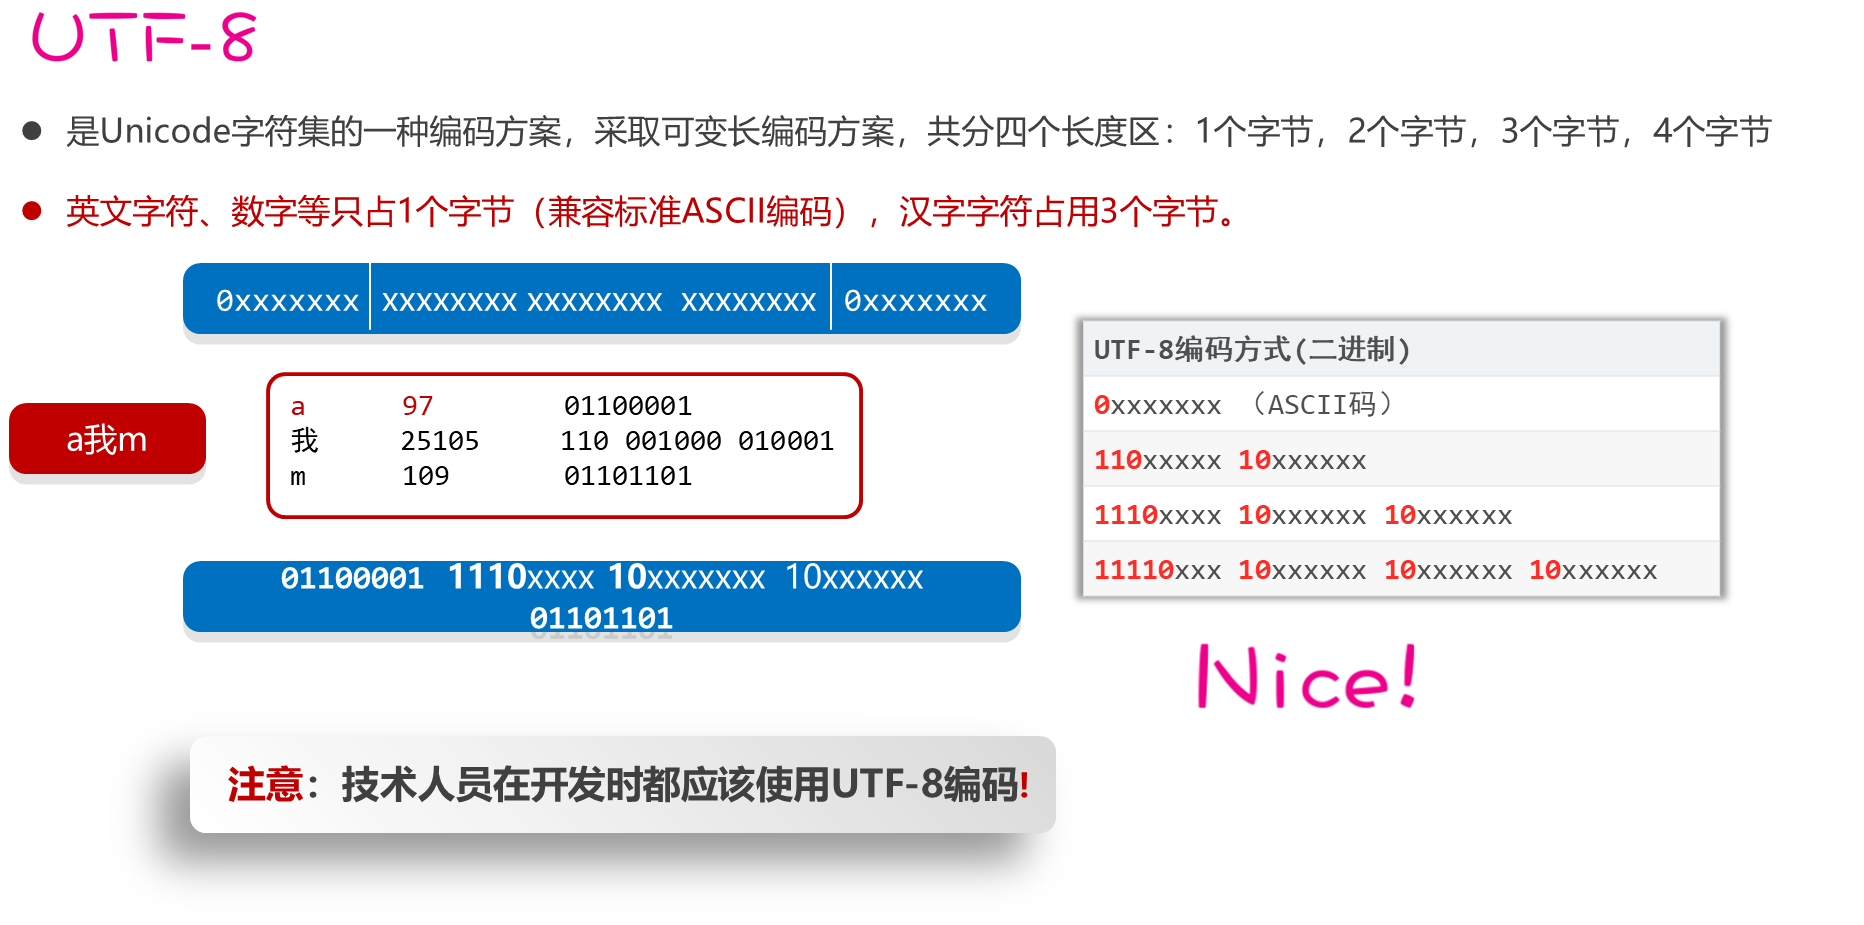 UTF-8
是Unicode字符集的一种编码方案，采取可变长编码方案，共分四个长度区：1个字节，2个字节，3个字节，4个字节
英文字符、数字等只占1个字节（兼容标准ASCII编码），汉字字符占用3个字节。
0xxxxxxx xxxxxxxx xxxxxxxx xxxxxxxx 0xxxxxxx
a我m
a 97 01100001
我 25105 110 001000 010001
m 109 01101101
01100001 1110xxxx 10xxxxxxx 10xxxxxx
01101101
UTF-8编码方式(二进制)
0xxxxxxx （ASCII码）
110xxxxx 10xxxxxx
1110xxxx 10xxxxxx 10xxxxxx
11110xxx 10xxxxxx 10xxxxxx 10xxxxxx
Nice!
注意：技术人员在开发时都应该使用UTF-8编码!